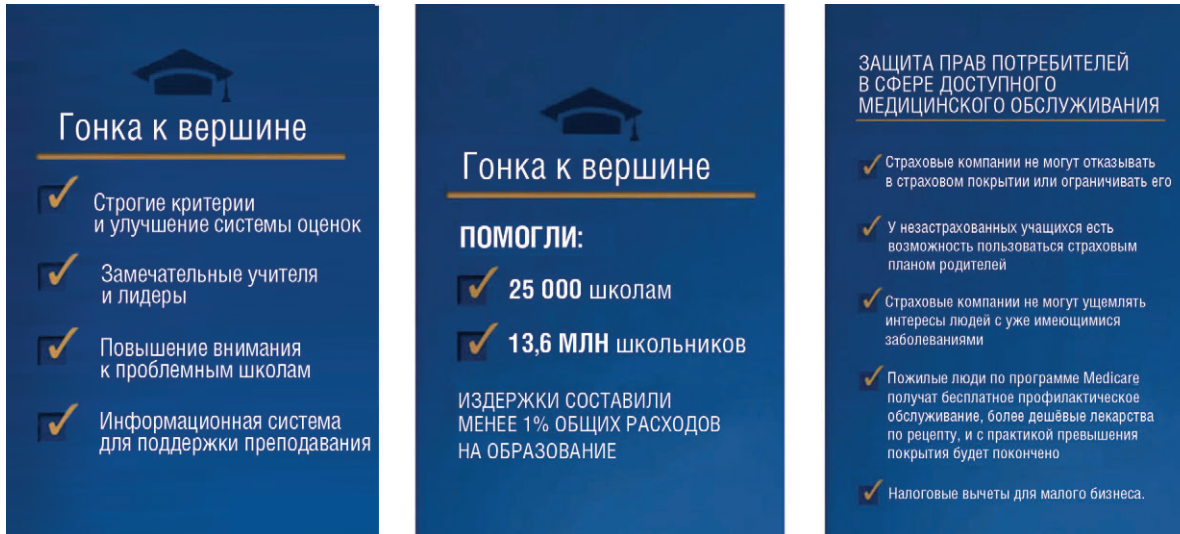 Гонка к вершине
Строгие критерии
и улучшение системы оценок
Замечательные учителя
и лидеры
Повышение внимания
к проблемным школам
Информационная система
для поддержки преподавания
Гонка к вершине
ПОМОГЛИ:
25 000 школам
13,6 МЛН школьников
ИЗДЕРЖКИ СОСТАВИЛИ
МЕНЕЕ 1% ОБЩИХ РАСХОДОВ
НА ОБРАЗОВАНИЕ
ЗАЩИТА ПРАВ ПОТРЕБИТЕЛЕЙ
В СФЕРЕ ДОСТУПНОГО
МЕДИЦИНСКОГО ОБСЛУЖИВАНИЯ
Страховые компании не могут отказывать
в страховом покрытии или ограничивать его
У незастрахованных учащихся есть
возможность пользоваться страховым
планом родителей
Страховые компании не могут ущемлять
интересы людей с уже имеющимися
заболеваниями
Пожилые люди по программе Medicare
получат бесплатное профилактическое
обслуживание, более дешёвые лекарства
по рецепту, и с практикой превышения
покрытия будет покончено
Налоговые вычеты для малого бизнеса.